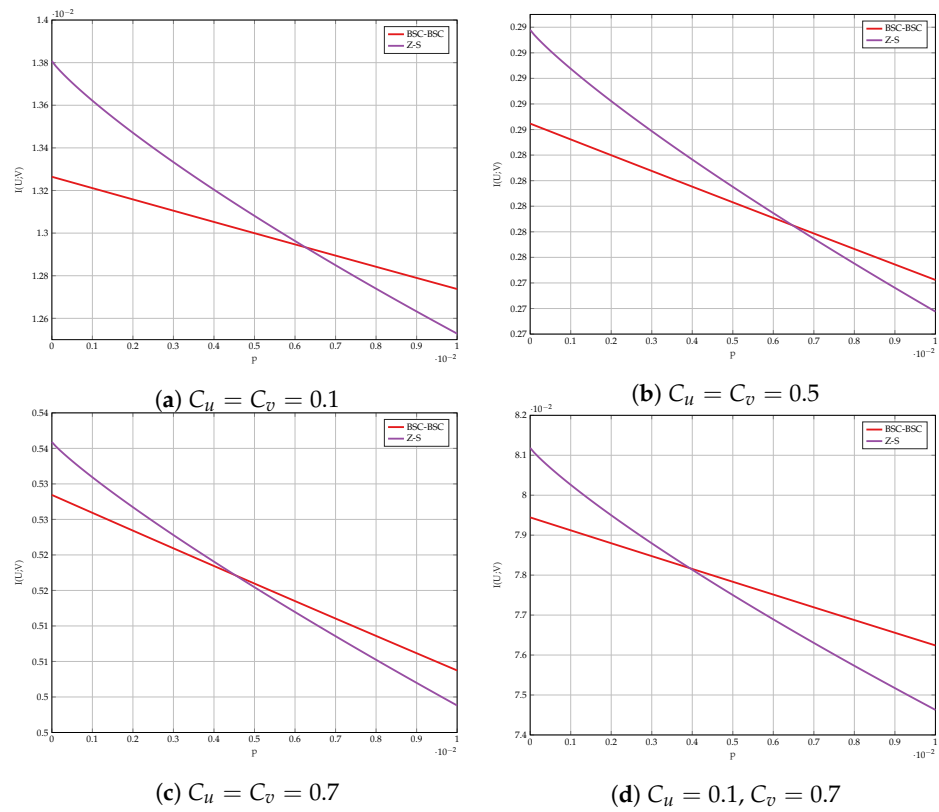 ·10⁻²
1.4
1.38
1.34
1.32
1.3
1.28
1.26
I(U;V)
0 0.1 0.2 0.3 0.4 0.5 0.6 0.7 0.8 0.9 1
·10⁻²
P
BSC-BSC
Z-S
(a) Cᵤ = Cᵥ = 0.1
0.29
0.29
0.29
0.29
0.28
0.28
0.28
0.28
0.28
0.27
0.27
0.27
I(U;V)
0 0.1 0.2 0.3 0.4 0.5 0.6 0.7 0.8 0.9 1
·10⁻²
P
BSC-BSC
Z-S
(b) Cᵤ = Cᵥ = 0.5
0.54
0.54
0.53
0.53
0.52
0.52
0.51
0.51
0.5
0.5
I(U;V)
0 0.1 0.2 0.3 0.4 0.5 0.6 0.7 0.8 0.9 1
·10⁻²
P
BSC-BSC
Z-S
(c) Cᵤ = Cᵥ = 0.7
·10⁻²
8.2
8.1
8
7.9
7.8
7.7
7.6
7.5
7.4
I(U;V)
0 0.1 0.2 0.3 0.4 0.5 0.6 0.7 0.8 0.9 1
·10⁻²
P
BSC-BSC
Z-S
(d) Cᵤ = 0.1, Cᵥ = 0.7